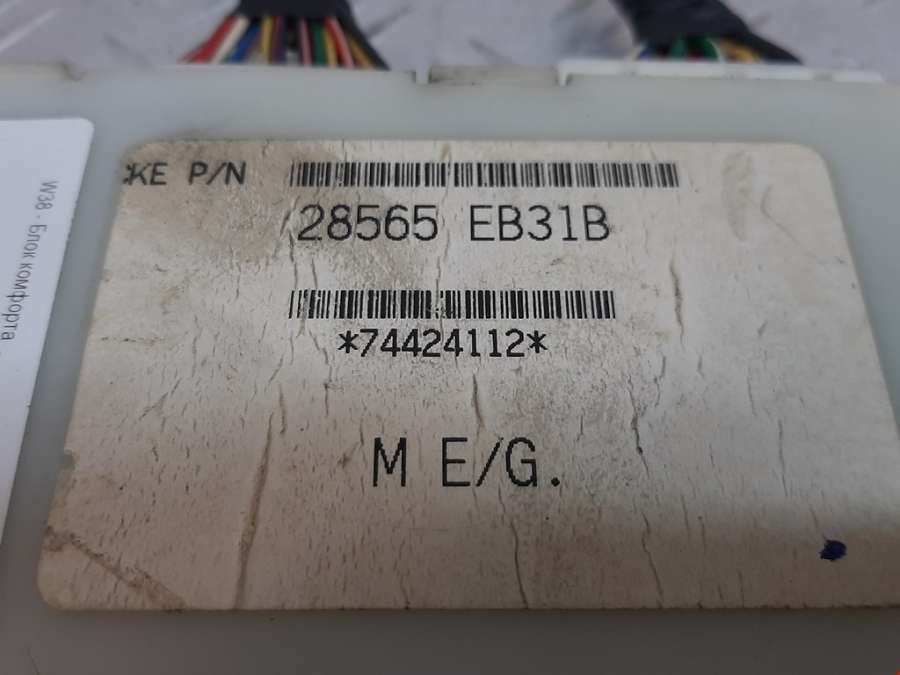 W38 - Блок комфорта
KE P/N
28565 EB31B
*74424112*
M E/G.